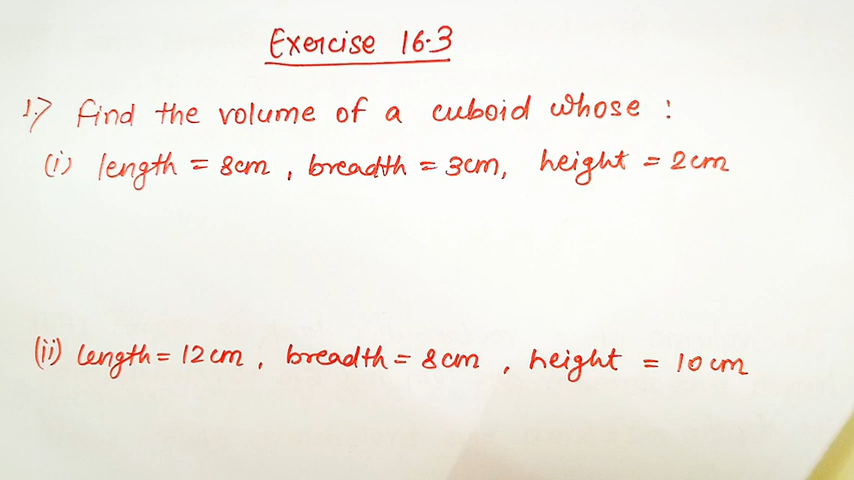 Exercise 16.3
1.) Find the volume of a cuboid whose :
(i) length = 8cm , breadth = 3cm, height = 2cm
(ii) length = 12cm , breadth = 8cm , height = 10cm